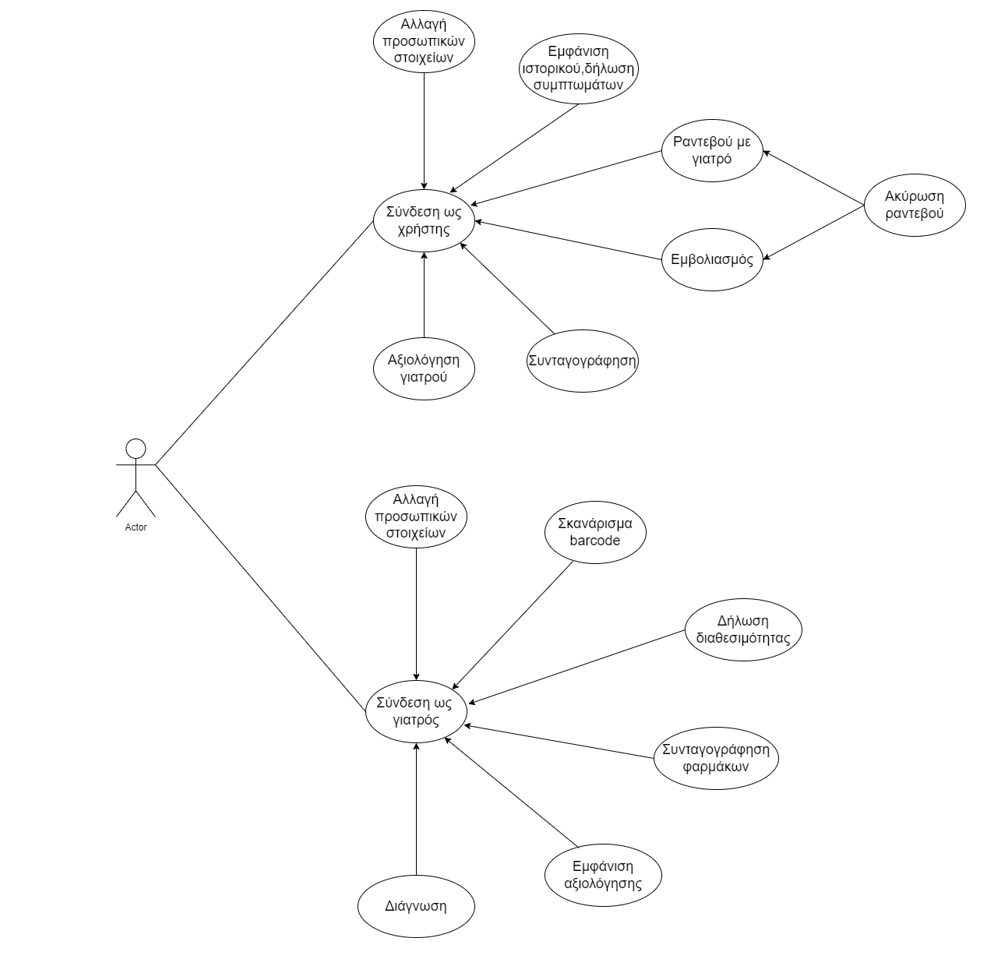 Αλλαγή
προσωπικών
στοιχείων
Εμφάνιση
ιστορικού,δήλωση
συμπτωμάτων
Ραντεβού με
γιατρό
Ακύρωση
ραντεβού
Σύνδεση ως
χρήστης
Εμβολιασμός
Αξιολόγηση
γιατρού
Συνταγογράφηση
Actor
Αλλαγή
προσωπικών
στοιχείων
Σκανάρισμα
barcode
Δήλωση
διαθεσιμότητας
Σύνδεση ως
γιατρός
Συνταγογράφηση
φαρμάκων
Εμφάνιση
αξιολόγησης
Διάγνωση